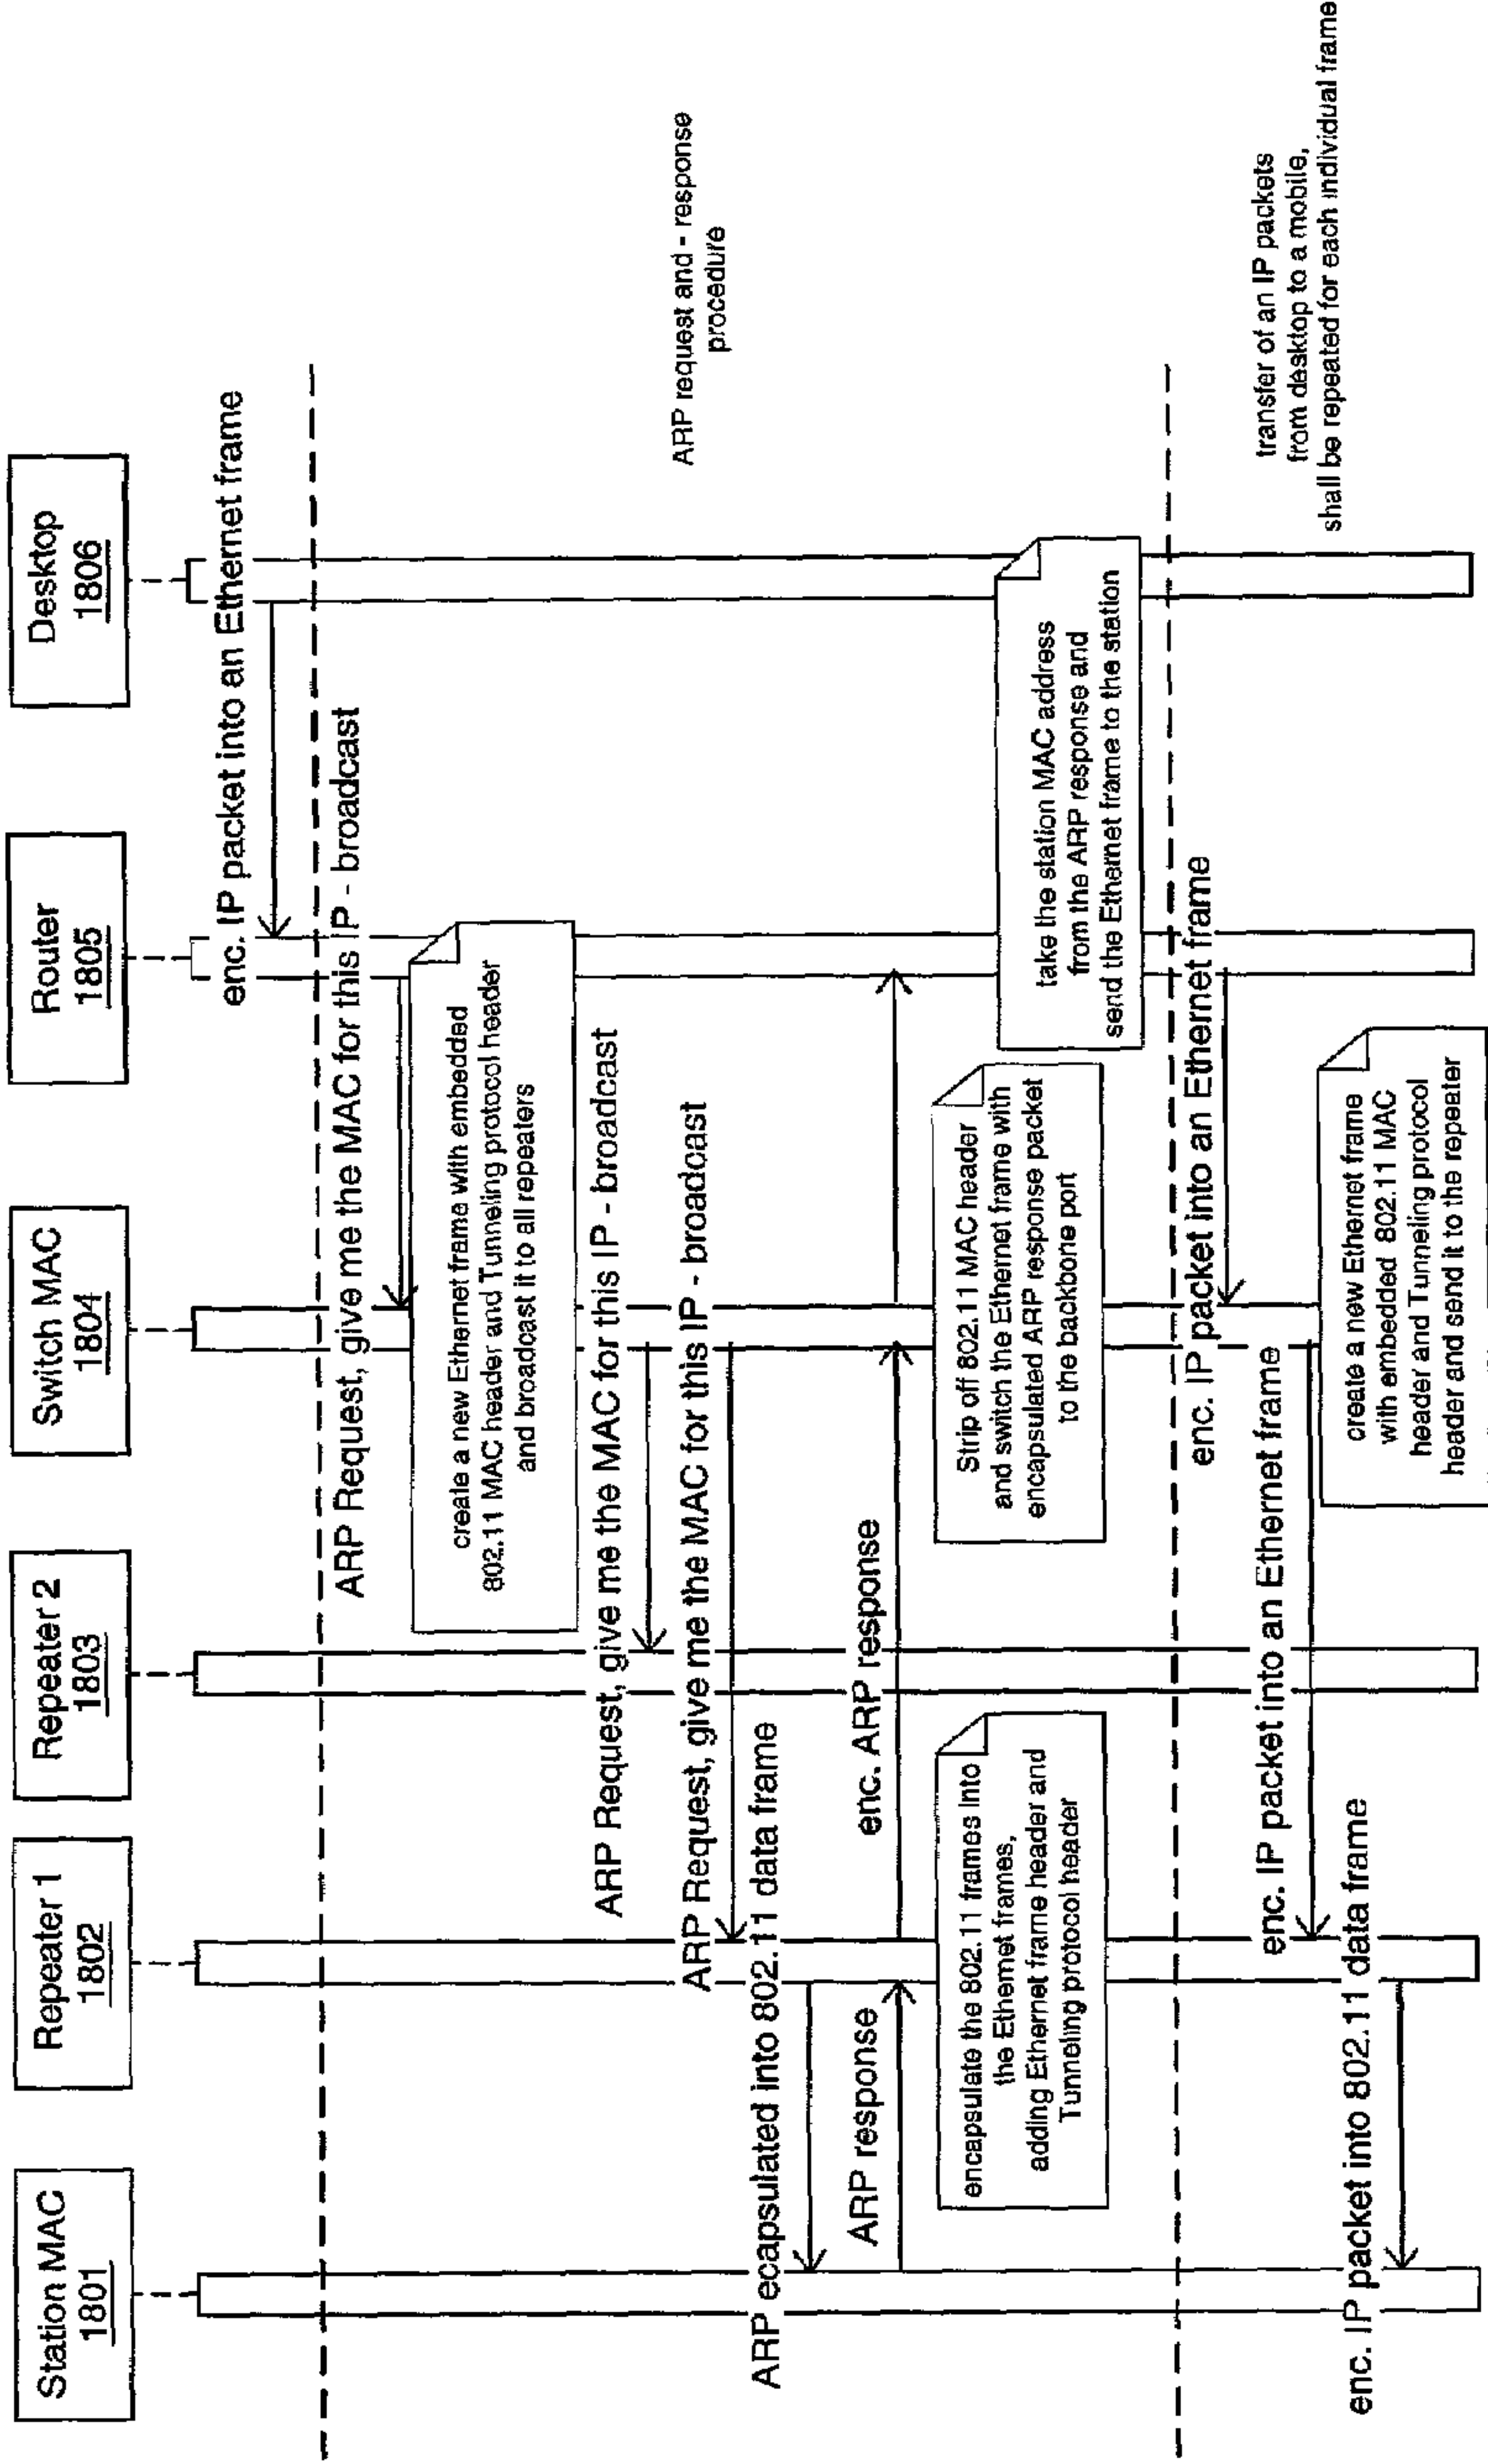 Station MAC
1801
Repeater 1
1802
Repeater 2
1803
Switch MAC
1804
Router
1805
Desktop
1806
enc. IP packet into an Ethernet frame
ARP Request, give me the MAC for this IP - broadcast
create a new Ethernet frame with embedded
802.11 MAC header and Tunneling protocol header
and broadcast it to all repeaters
ARP Request, give me the MAC for this IP - broadcast
ARP Request, give me the MAC for this IP - broadcast
ARP ecapsulated into 802.11 data frame
ARP request and - response
procedure
ARP response
enc. ARP response
encapsulate the 802.11 frames into
the Ethernet frames,
adding Ethernet frame header and
Tunneling protocol header
Strip off 802.11 MAC header
and switch the Ethernet frame with
encapsulated ARP response packet
to the backbone port
take the station MAC address
from the ARP response and
send the Ethernet frame to the station
enc. IP packet into an Ethernet frame
enc. IP packet into an Ethernet frame
create a new Ethernet frame
with embedded 802.11 MAC
header and Tunneling protocol
header and send it to the repeater
enc. IP packet into 802.11 data frame
transfer of an IP packets
from desktop to a mobile,
shall be repeated for each individual frame